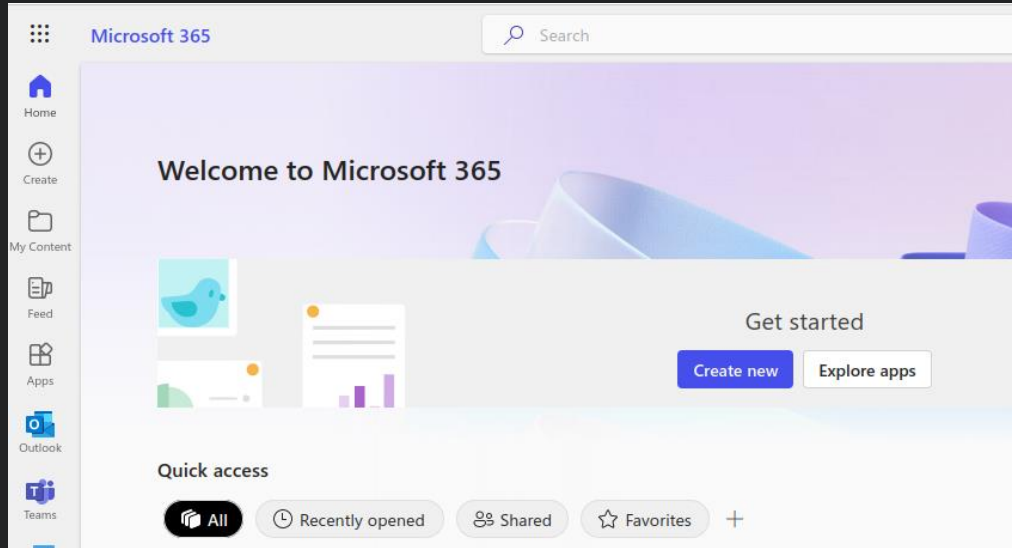 Microsoft 365
Search
Home
Create
My Content
Feed
Apps
Outlook
Teams
Welcome to Microsoft 365
Get started
Create new
Explore apps
Quick access
All
Recently opened
Shared
Favorites